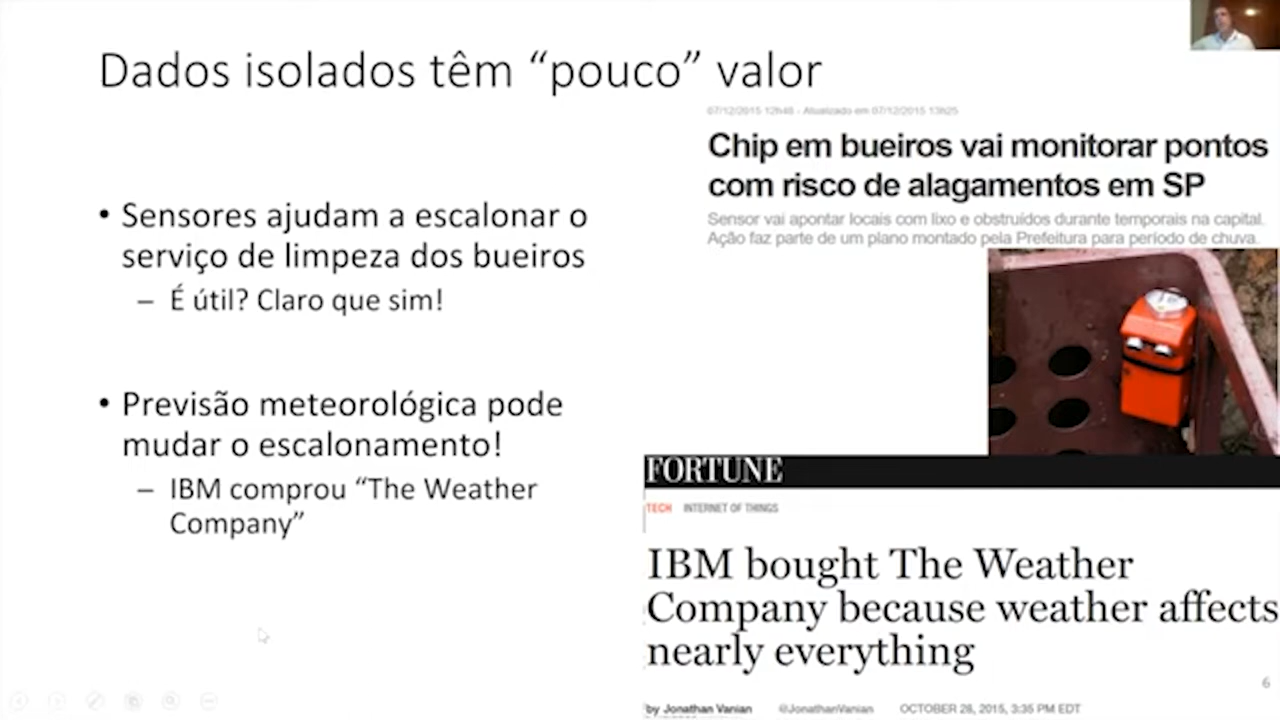 Dados isolados têm “pouco” valor
• Sensores ajudam a escalonar o
serviço de limpeza dos bueiros
– É útil? Claro que sim!
• Previsão meteorológica pode
mudar o escalonamento!
– IBM comprou “The Weather
Company”
07/12/2015 12h48 - Atualizado em 07/12/2015 13h25
Chip em bueiros vai monitorar pontos
com risco de alagamentos em SP
Sensor vai apontar locais com lixo e obstruídos durante temporais na capital.
Ação faz parte de um plano montado pela Prefeitura para período de chuva.
FORTUNE
TECH INTERNET OF THINGS
IBM bought The Weather
Company because weather affects
nearly everything
by Jonathan Vanian @JonathanVanian OCTOBER 28, 2015, 3:35 PM EDT
6